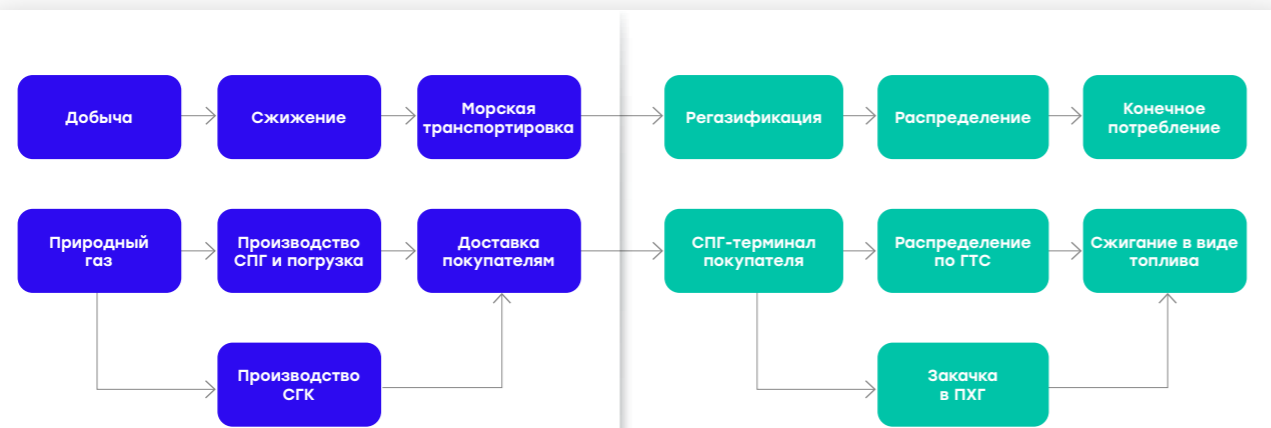 Добыча
Сжижение
Морская
транспортировка
Регазификация
Распределение
Конечное
потребление
Природный
газ
Производство
СПГ и погрузка
Доставка
покупателям
СПГ-терминал
покупателя
Распределение
по ГТС
Сжигание в виде
топлива
Производство
СГК
Закачка
в ПХГ